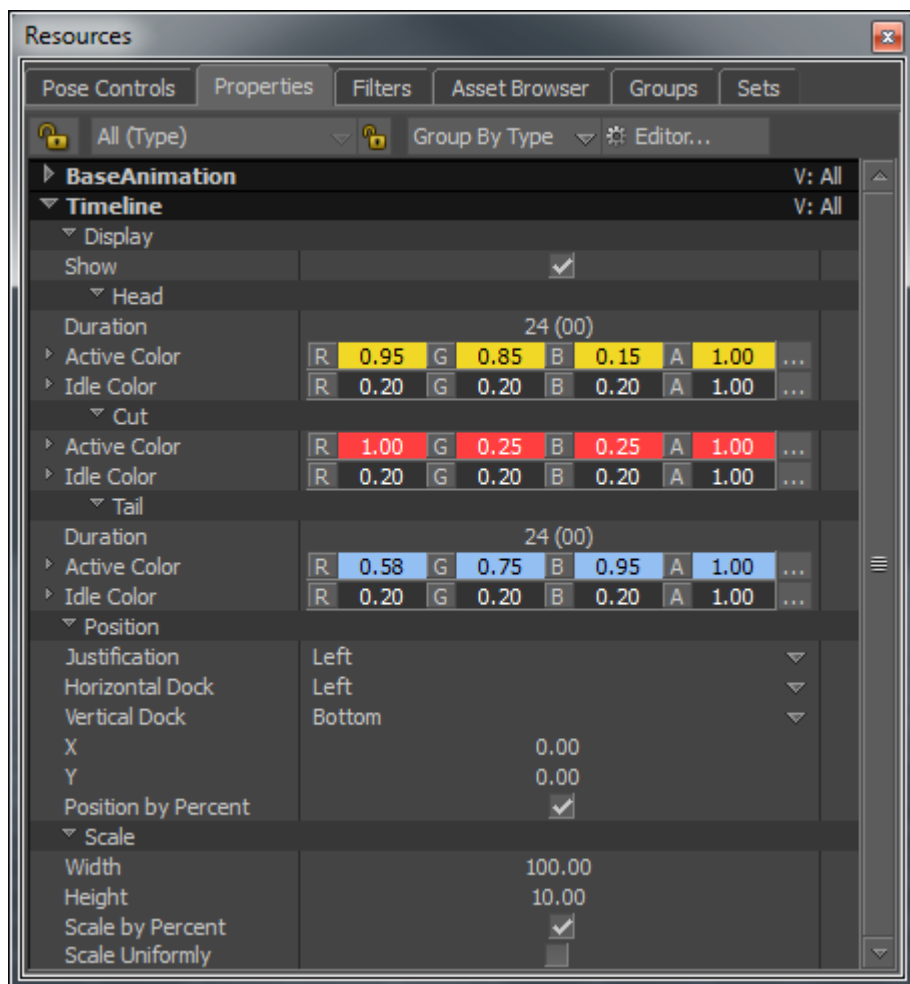 Resources
Pose Controls Properties Filters Asset Browser Groups Sets
All (Type) Group By Type Editor...
BaseAnimation V: All
Timeline V: All
Display
Show
Head
Duration 24 (00)
Active Color R 0.95 G 0.85 B 0.15 A 1.00 ...
Idle Color R 0.20 G 0.20 B 0.20 A 1.00 ...
Cut
Active Color R 1.00 G 0.25 B 0.25 A 1.00 ...
Idle Color R 0.20 G 0.20 B 0.20 A 1.00 ...
Tail
Duration 24 (00)
Active Color R 0.58 G 0.75 B 0.95 A 1.00 ...
Idle Color R 0.20 G 0.20 B 0.20 A 1.00 ...
Position
Justification Left
Horizontal Dock Left
Vertical Dock Bottom
X 0.00
Y 0.00
Position by Percent
Scale
Width 100.00
Height 10.00
Scale by Percent
Scale Uniformly